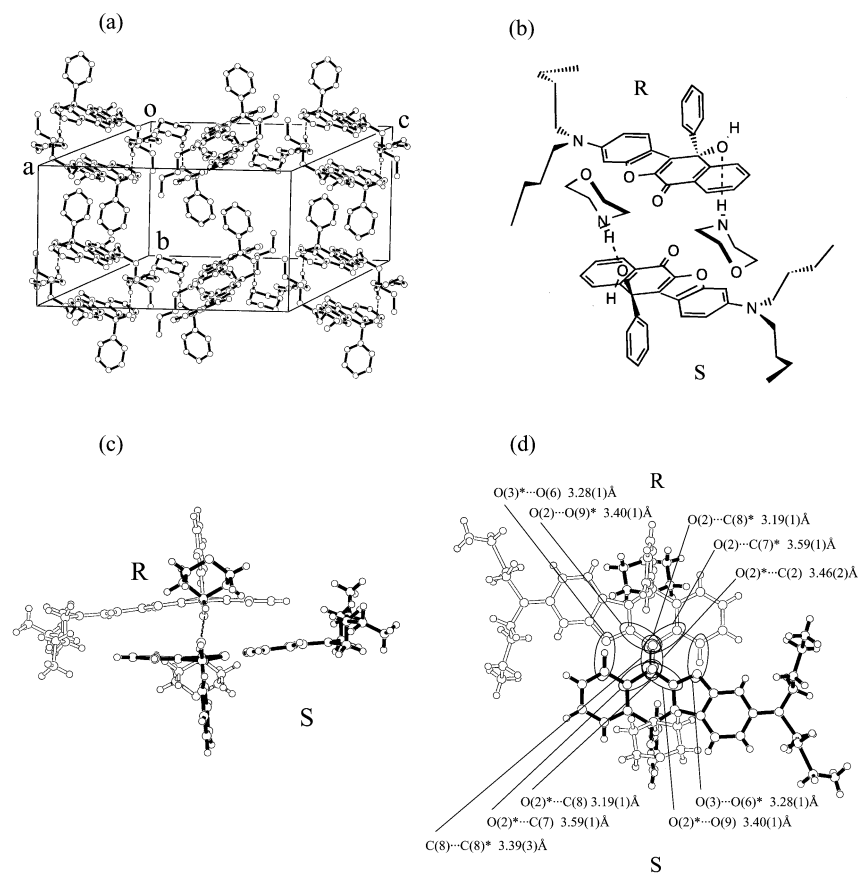 (a)
o
c
a
b
(b)
R
H
O
N
O
O
O
H
N
H
N
O
O
O
O
H
N
S
(c)
R
S
(d)
R
O(3)*···O(6) 3.28(1)Å
O(2)···O(9)* 3.40(1)Å
O(2)···C(8)* 3.19(1)Å
O(2)···C(7)* 3.59(1)Å
O(2)*···C(2) 3.46(2)Å
O(2)*···C(8) 3.19(1)Å
O(3)···O(6)* 3.28(1)Å
O(2)*···C(7) 3.59(1)Å
O(2)*···O(9) 3.40(1)Å
C(8)···C(8)* 3.39(3)Å
S